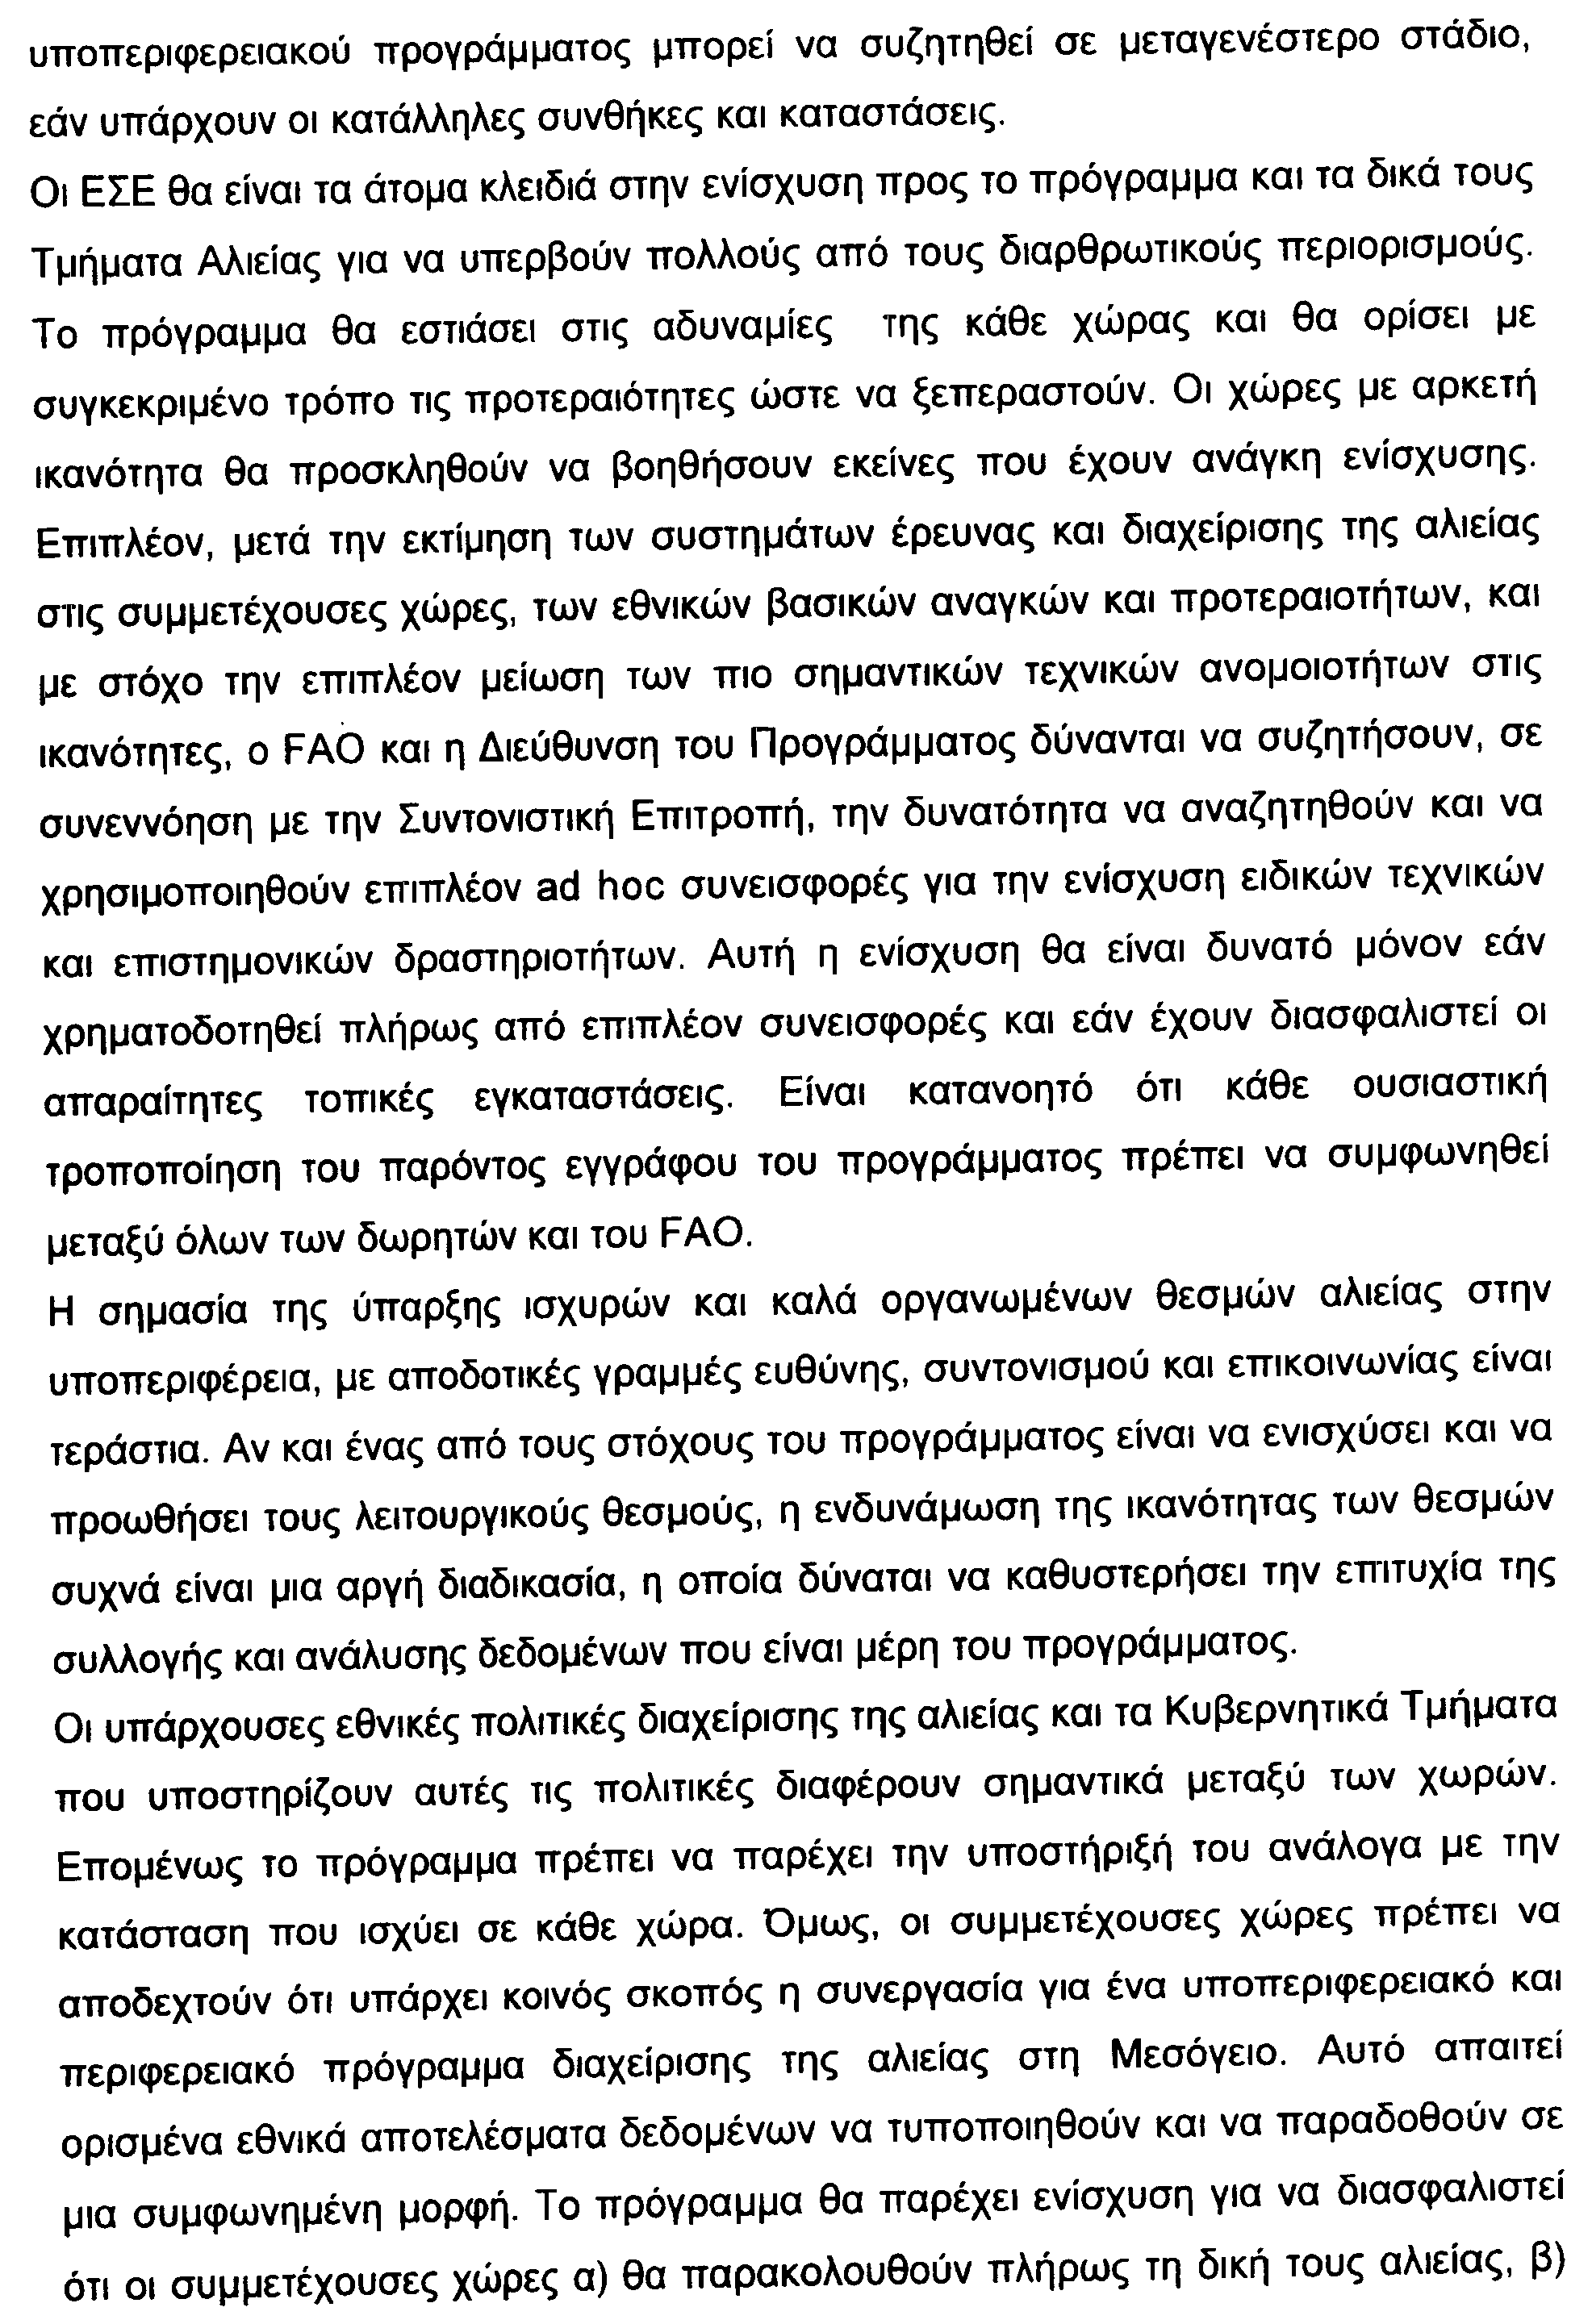 υποπεριφερειακού προγράμματος μπορεί να συζητηθεί σε μεταγενέστερο στάδιο,
εάν υπάρχουν οι κατάλληλες συνθήκες και καταστάσεις.
Οι ΕΣΕ θα είναι τα άτομα κλειδιά στην ενίσχυση προς το πρόγραμμα και τα δικά τους
Τμήματα Αλιείας για να υπερβούν πολλούς από τους διαρθρωτικούς περιορισμούς.
Το πρόγραμμα θα εστιάσει στις αδυναμίες της κάθε χώρας και θα ορίσει με
συγκεκριμένο τρόπο τις προτεραιότητες ώστε να ξεπεραστούν. Οι χώρες με αρκετή
ικανότητα θα προσκληθούν να βοηθήσουν εκείνες που έχουν ανάγκη ενίσχυσης.
Επιπλέον, μετά την εκτίμηση των συστημάτων έρευνας και διαχείρισης της αλιείας
στις συμμετέχουσες χώρες, των εθνικών βασικών αναγκών και προτεραιοτήτων, και
με στόχο την επιπλέον μείωση των πιο σημαντικών τεχνικών ανομοιοτήτων στις
ικανότητες, ο FAO και η Διεύθυνση του Προγράμματος δύνανται να συζητήσουν, σε
συνεννόηση με την Συντονιστική Επιτροπή, την δυνατότητα να αναζητηθούν και να
χρησιμοποιηθούν επιπλέον ad hoc συνεισφορές για την ενίσχυση ειδικών τεχνικών
και επιστημονικών δραστηριοτήτων. Αυτή η ενίσχυση θα είναι δυνατό μόνον εάν
χρηματοδοτηθεί πλήρως από επιπλέον συνεισφορές και εάν έχουν διασφαλιστεί οι
απαραίτητες τοπικές εγκαταστάσεις. Είναι κατανοητό ότι κάθε ουσιαστική
τροποποίηση του παρόντος εγγράφου του προγράμματος πρέπει να συμφωνηθεί
μεταξύ όλων των δωρητών και του FAO.
Η σημασία της ύπαρξης ισχυρών και καλά οργανωμένων θεσμών αλιείας στην
υποπεριφέρεια, με αποδοτικές γραμμές ευθύνης, συντονισμού και επικοινωνίας είναι
τεράστια. Αν και ένας από τους στόχους του προγράμματος είναι να ενισχύσει και να
προωθήσει τους λειτουργικούς θεσμούς, η ενδυνάμωση της ικανότητας των θεσμών
συχνά είναι μια αργή διαδικασία, η οποία δύναται να καθυστερήσει την επιτυχία της
συλλογής και ανάλυσης δεδομένων που είναι μέρη του προγράμματος.
Οι υπάρχουσες εθνικές πολιτικές διαχείρισης της αλιείας και τα Κυβερνητικά Τμήματα
που υποστηρίζουν αυτές τις πολιτικές διαφέρουν σημαντικά μεταξύ των χωρών.
Επομένως το πρόγραμμα πρέπει να παρέχει την υποστήριξή του ανάλογα με την
κατάσταση που ισχύει σε κάθε χώρα. Όμως, οι συμμετέχουσες χώρες πρέπει να
αποδεχτούν ότι υπάρχει κοινός σκοπός η συνεργασία για ένα υποπεριφερειακό και
περιφερειακό πρόγραμμα διαχείρισης της αλιείας στη Μεσόγειο. Αυτό απαιτεί
ορισμένα εθνικά αποτελέσματα δεδομένων να τυποποιηθούν και να παραδοθούν σε
μια συμφωνημένη μορφή. Το πρόγραμμα θα παρέχει ενίσχυση για να διασφαλιστεί
ότι οι συμμετέχουσες χώρες α) θα παρακολουθούν πλήρως τη δική τους αλιείας, β)